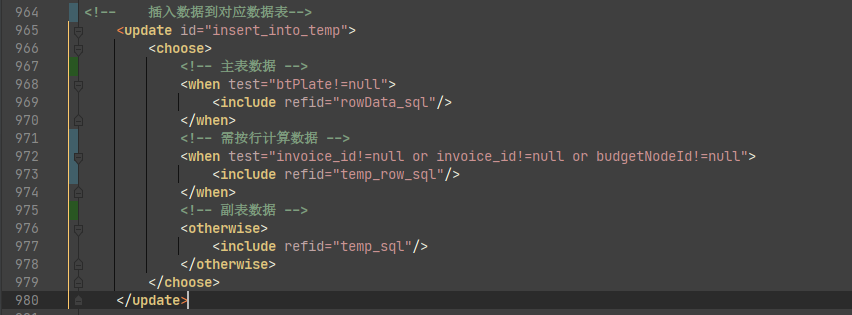 964 <!--    插入数据到对应数据表-->
965     <update id="insert_into_temp">
966         <choose>
967             <!-- 主表数据 -->
968             <when test="btPlate!=null">
969                 <include refid="rowData_sql"/>
970             </when>
971             <!-- 需按行计算数据 -->
972             <when test="invoice_id!=null or invoice_id!=null or budgetNodeId!=null">
973                 <include refid="temp_row_sql"/>
974             </when>
975             <!-- 副表数据 -->
976             <otherwise>
977                 <include refid="temp_sql"/>
978             </otherwise>
979         </choose>
980     </update>